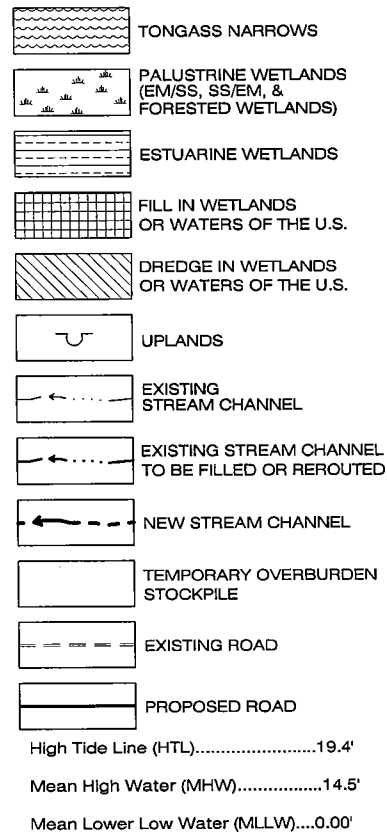 TONGASS NARROWS
PALUSTRINE WETLANDS
(EM/SS, SS/EM, &
FORESTED WETLANDS)
ESTUARINE WETLANDS
FILL IN WETLANDS
OR WATERS OF THE U.S.
DREDGE IN WETLANDS
OR WATERS OF THE U.S.
UPLANDS
EXISTING
STREAM CHANNEL
EXISTING STREAM CHANNEL
TO BE FILLED OR REROUTED
NEW STREAM CHANNEL
TEMPORARY OVERBURDEN
STOCKPILE
EXISTING ROAD
PROPOSED ROAD
High Tide Line (HTL).......................19.4'
Mean High Water (MHW)...............14.5'
Mean Lower Low Water (MLLW)....0.00'